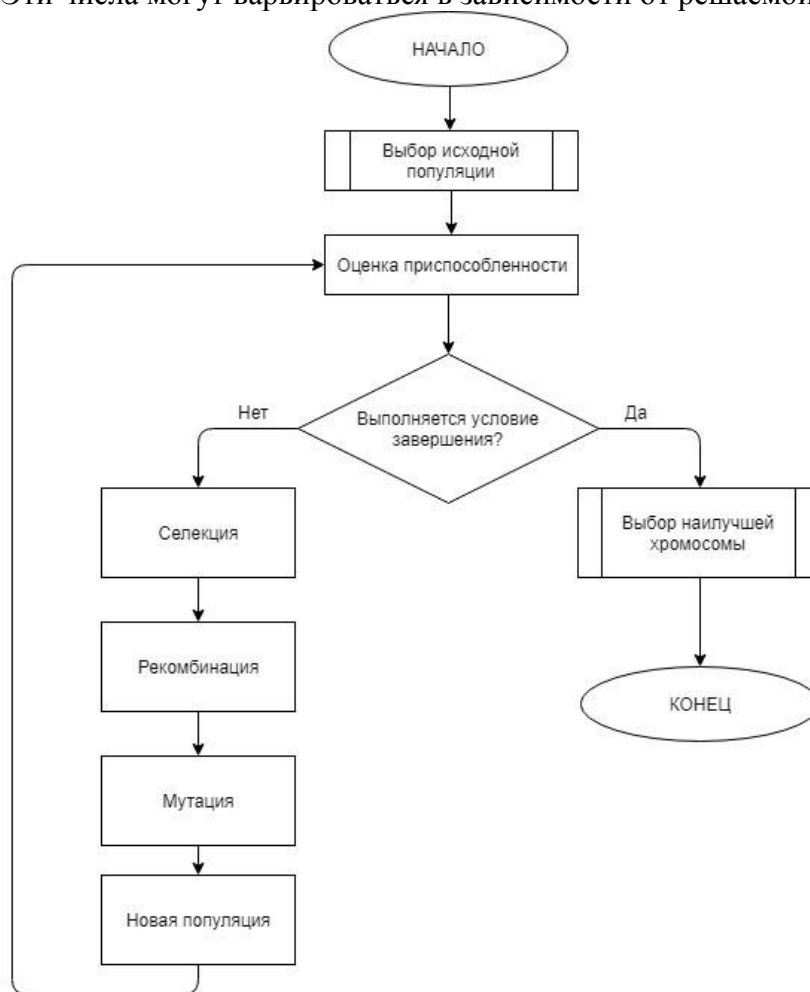 Эти числа могут варьироваться в зависимости от решаемой
НАЧАЛО
Выбор исходной
популяции
Оценка приспособленности
Выполняется условие
завершения?
Нет
Да
Селекция
Выбор наилучшей
хромосомы
Рекомбинация
КОНЕЦ
Мутация
Новая популяция